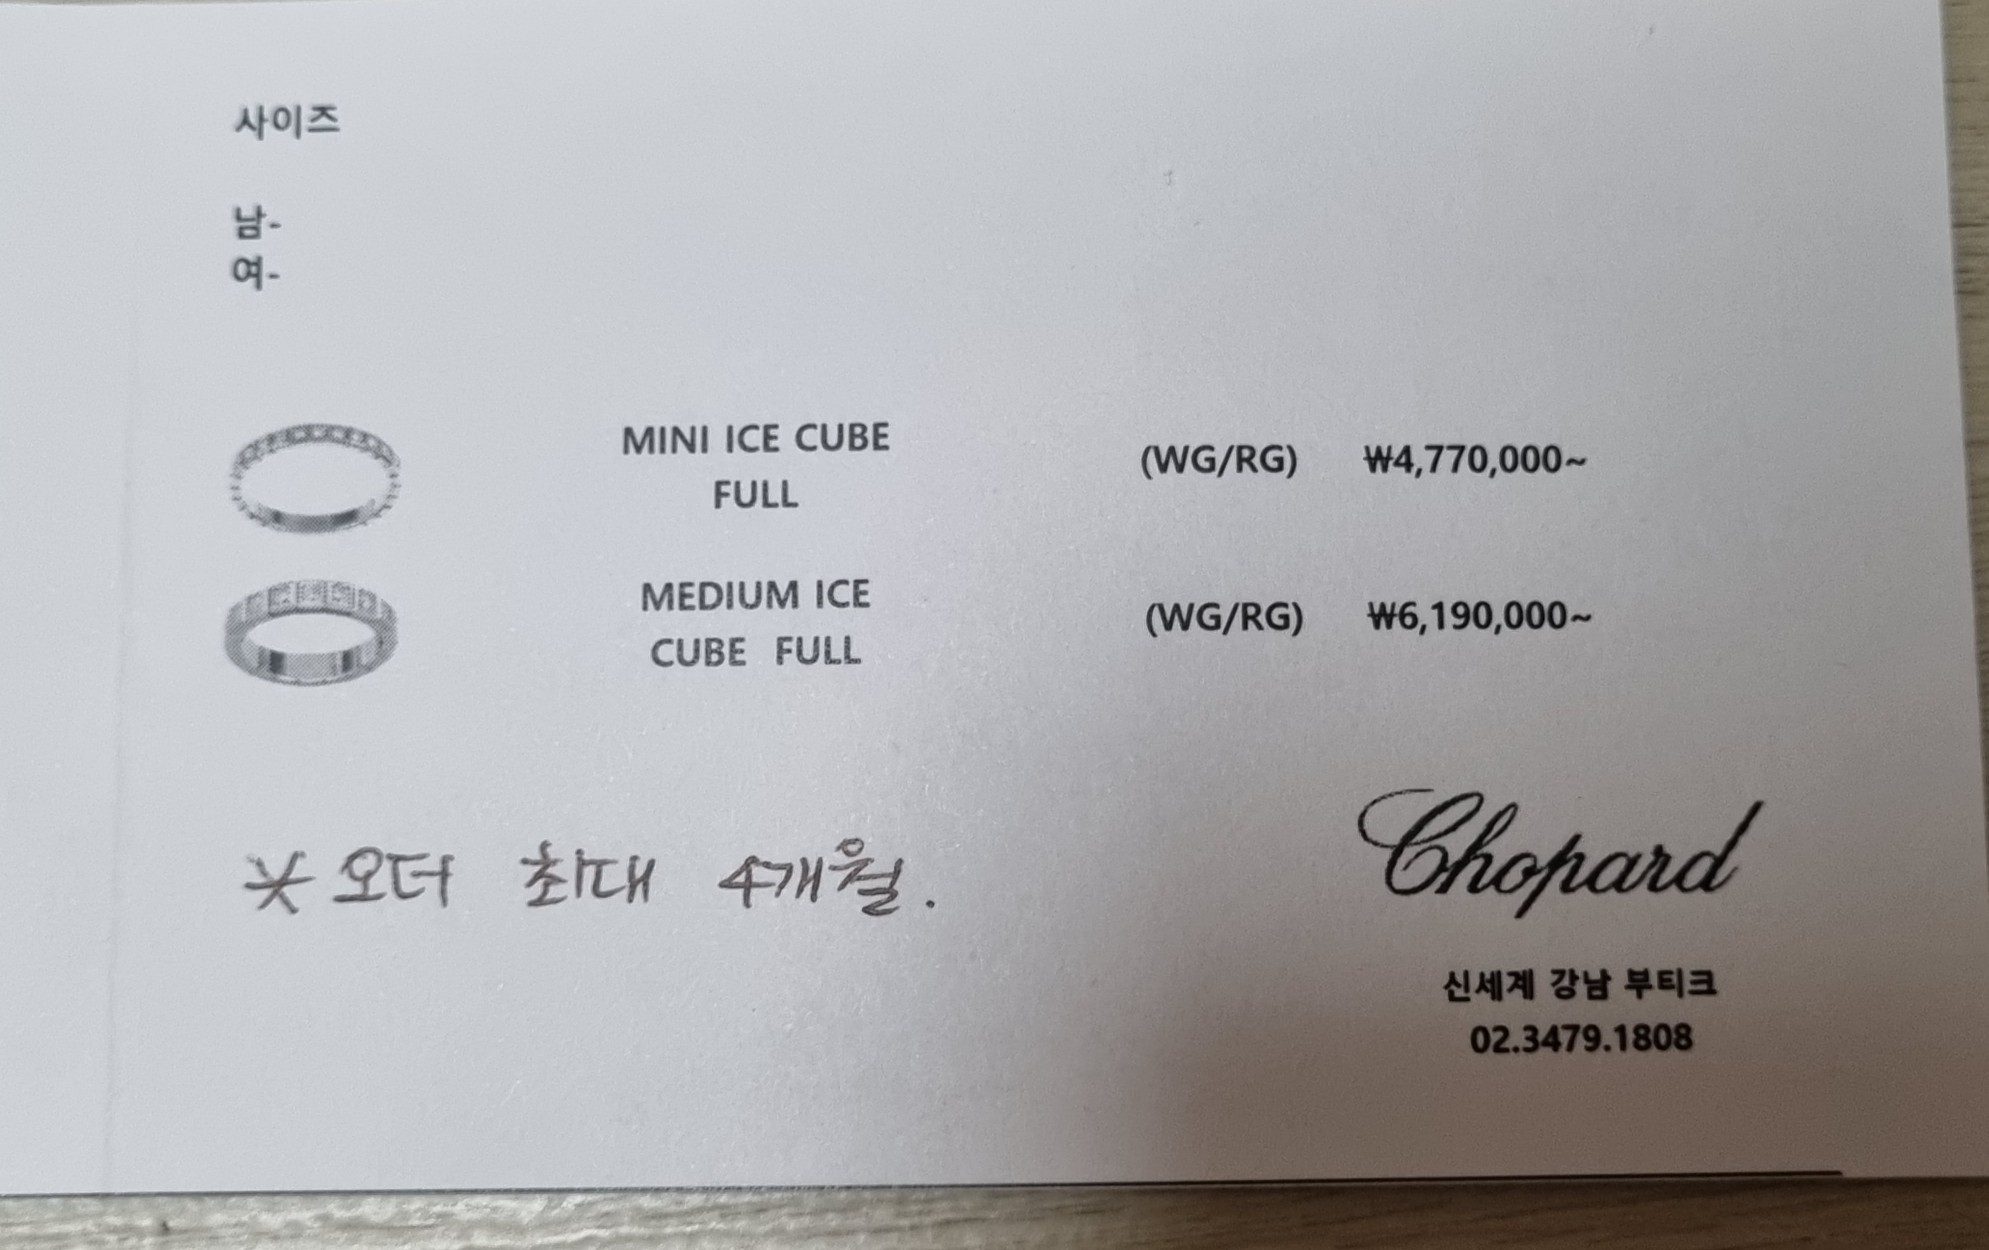 사이즈
남-
여-
MINI ICE CUBE
FULL
(WG/RG) ₩4,770,000~
MEDIUM ICE
CUBE FULL
(WG/RG) ₩6,190,000~
※ 오더 최대 4개월.
Chopard
신세계 강남 부티크
02.3479.1808